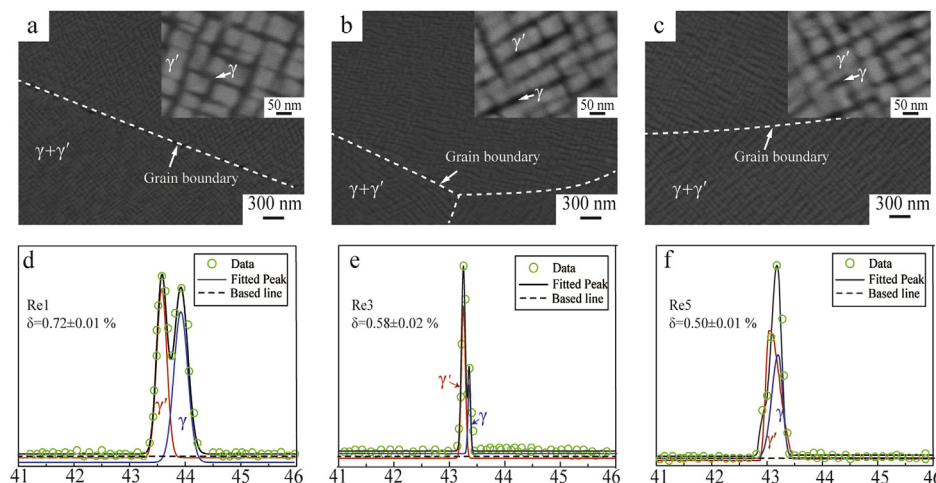 a
γ′
γ
50 nm
γ+γ′
Grain boundary
300 nm
b
γ′
γ
50 nm
γ+γ′
Grain boundary
300 nm
c
γ′
γ
50 nm
γ+γ′
Grain boundary
300 nm
d
Data
Fitted Peak
Based line
Re1
δ=0.72±0.01 %
γ′
γ
41 42 43 44 45 46
e
Data
Fitted Peak
Based line
Re3
δ=0.58±0.02 %
γ′
γ
41 42 43 44 45 46
f
Data
Fitted Peak
Based line
Re5
δ=0.50±0.01 %
γ
γ′
41 42 43 44 45 46